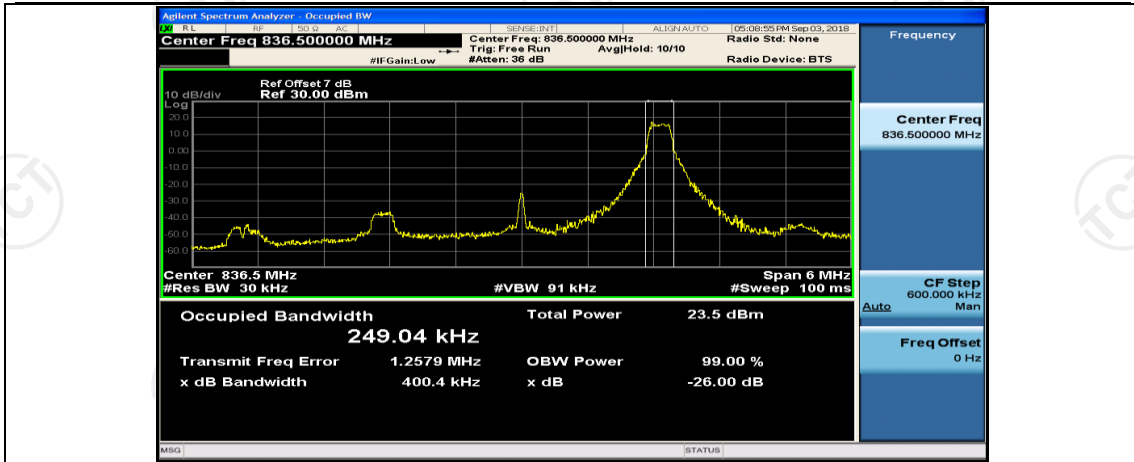 Agilent Spectrum Analyzer - Occupied BW
LXI RL RF 50 Ω AC SENSE:INT ALIGN AUTO 05:08:55 PM Sep 03, 2018
Center Freq 836.500000 MHz
Center Freq: 836.500000 MHz
Radio Std: None
Trig: Free Run Avg|Hold: 10/10
#IFGain:Low
#Atten: 36 dB
Radio Device: BTS
Ref Offset 7 dB
10 dB/div Ref 30.00 dBm
Log
20.0
10.0
0.00
-10.0
-20.0
-30.0
-40.0
-50.0
-60.0
Center 836.5 MHz
Span 6 MHz
#Res BW 30 kHz
#VBW 91 kHz
#Sweep 100 ms
Occupied Bandwidth
249.04 kHz
Total Power 23.5 dBm
Transmit Freq Error 1.2579 MHz
OBW Power 99.00 %
x dB Bandwidth 400.4 kHz
x dB -26.00 dB
MSG
STATUS
Frequency
Center Freq
836.500000 MHz
CF Step
600.000 kHz
Auto Man
Freq Offset
0 Hz
TCT
TCT